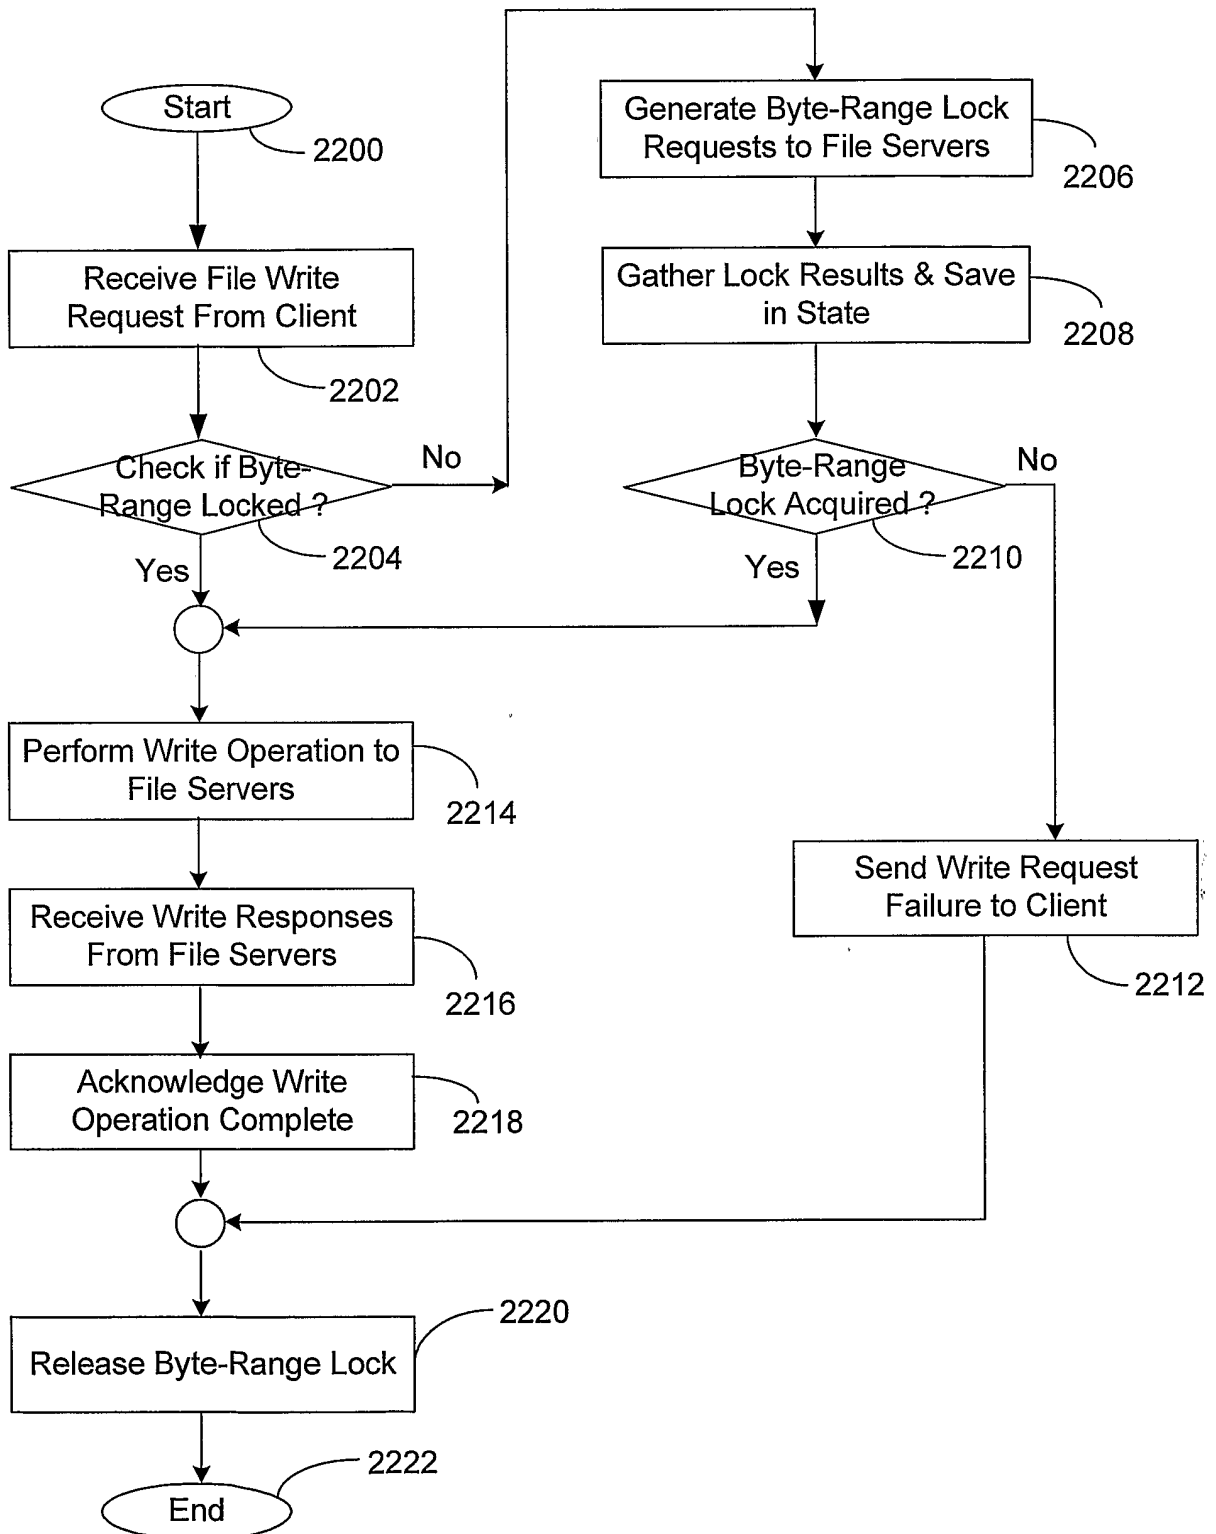 Start
2200
Receive File Write
Request From Client
2202
Check if Byte-
Range Locked ?
No
2204
Yes
Generate Byte-Range Lock
Requests to File Servers
2206
Gather Lock Results & Save
in State
2208
Byte-Range
Lock Acquired ?
No
2210
Yes
Perform Write Operation to
File Servers
2214
Send Write Request
Failure to Client
2212
Receive Write Responses
From File Servers
2216
Acknowledge Write
Operation Complete
2218
Release Byte-Range Lock
2220
End
2222